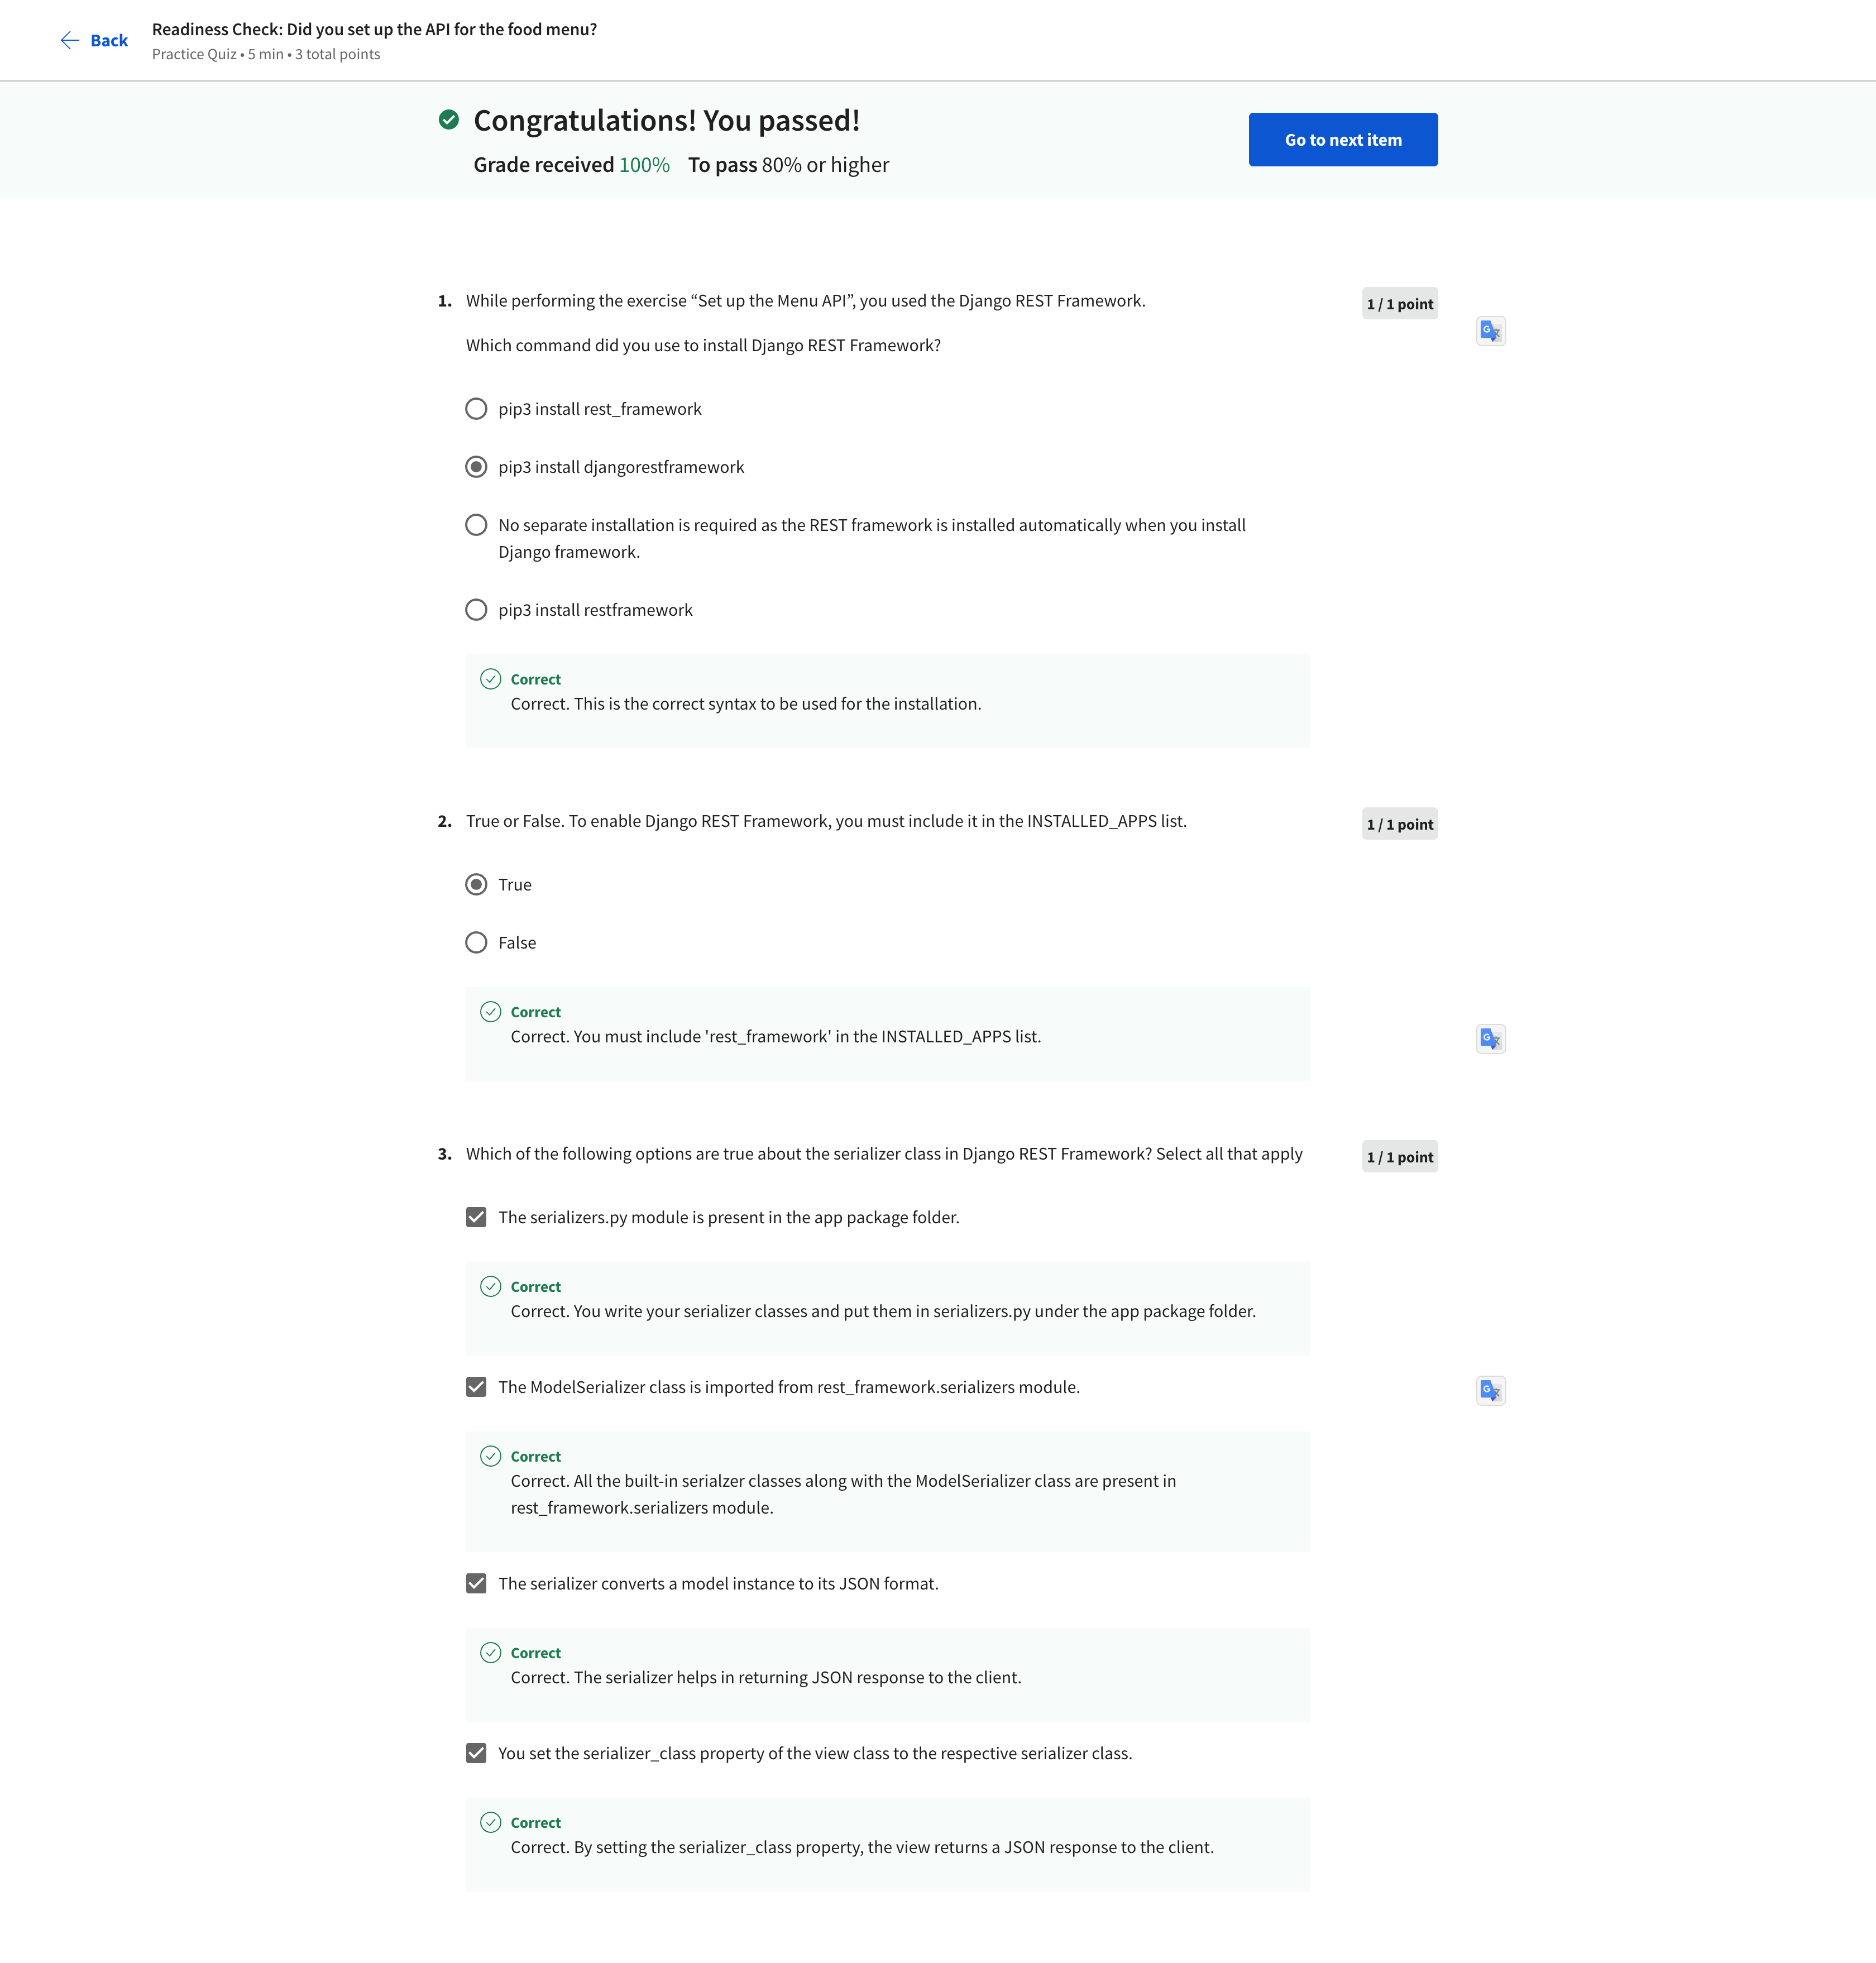 Back
Readiness Check: Did you set up the API for the food menu?
Practice Quiz • 5 min • 3 total points
Congratulations! You passed!
Grade received 100% To pass 80% or higher
Go to next item
1. While performing the exercise “Set up the Menu API”, you used the Django REST Framework.
1 / 1 point
Which command did you use to install Django REST Framework?
pip3 install rest_framework
pip3 install djangorestframework
No separate installation is required as the REST framework is installed automatically when you install
Django framework.
pip3 install restframework
Correct
Correct. This is the correct syntax to be used for the installation.
2. True or False. To enable Django REST Framework, you must include it in the INSTALLED_APPS list.
1 / 1 point
True
False
Correct
Correct. You must include 'rest_framework' in the INSTALLED_APPS list.
3. Which of the following options are true about the serializer class in Django REST Framework? Select all that apply
1 / 1 point
The serializers.py module is present in the app package folder.
Correct
Correct. You write your serializer classes and put them in serializers.py under the app package folder.
The ModelSerializer class is imported from rest_framework.serializers module.
Correct
Correct. All the built-in serialzer classes along with the ModelSerializer class are present in
rest_framework.serializers module.
The serializer converts a model instance to its JSON format.
Correct
Correct. The serializer helps in returning JSON response to the client.
You set the serializer_class property of the view class to the respective serializer class.
Correct
Correct. By setting the serializer_class property, the view returns a JSON response to the client.